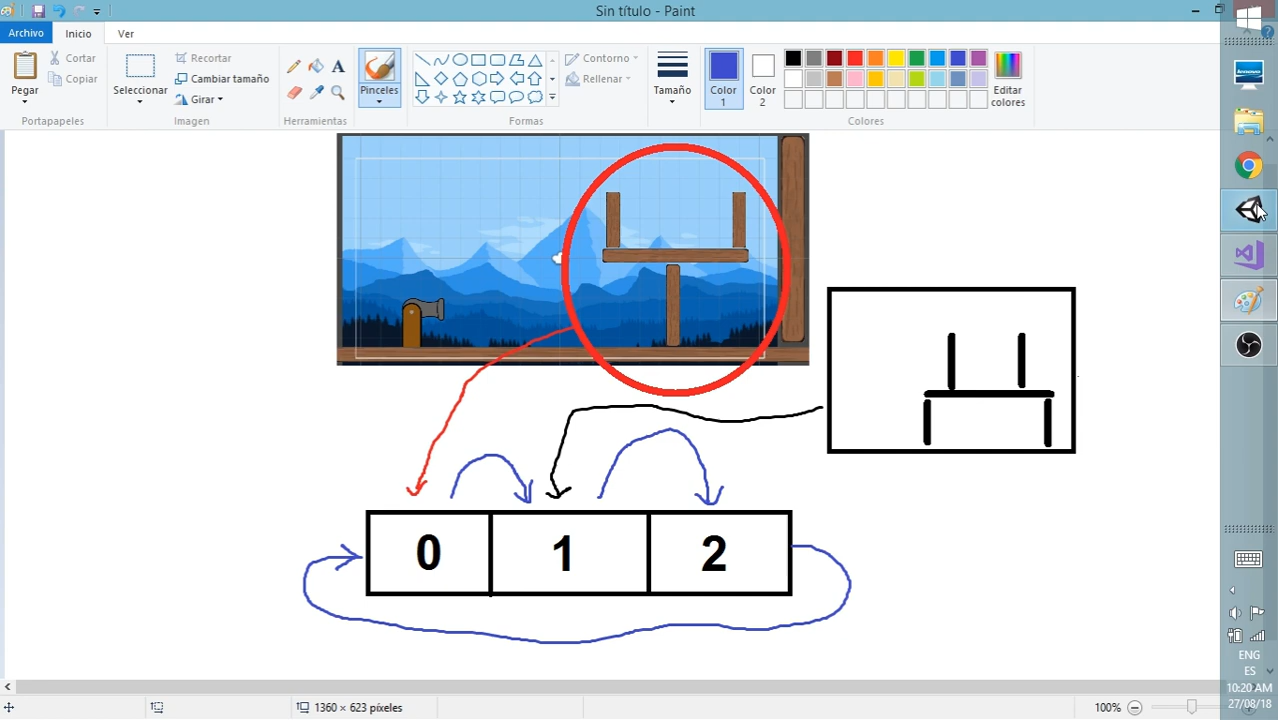 Sin título - Paint
Archivo
Inicio
Ver
Pegar
Cortar
Copiar
Portapapeles
Seleccionar
Recortar
Cambiar tamaño
Girar
Imagen
Herramientas
Pinceles
Contorno
Rellenar
Formas
Tamaño
Color
1
Color
2
Editar
colores
Colores
0
1
2
1360 × 623 píxeles
100%
ENG
ES
10:20 AM
27/08/18